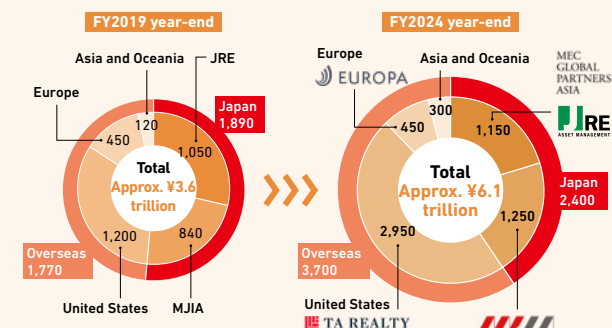 FY2019 year-end
Asia and Oceania
JRE
Europe
Japan
1,890
120
450
1,050
Total
Approx. ¥3.6
trillion
1,200
840
Overseas
1,770
United States
MJIA
FY2024 year-end
Europe
EUROPA
Asia and Oceania
MEC
GLOBAL
PARTNERS
ASIA
JRE
ASSET MANAGEMENT
300
450
1,150
Total
Approx. ¥6.1
trillion
Japan
2,400
2,950
1,250
Overseas
3,700
United States
TA REALTY